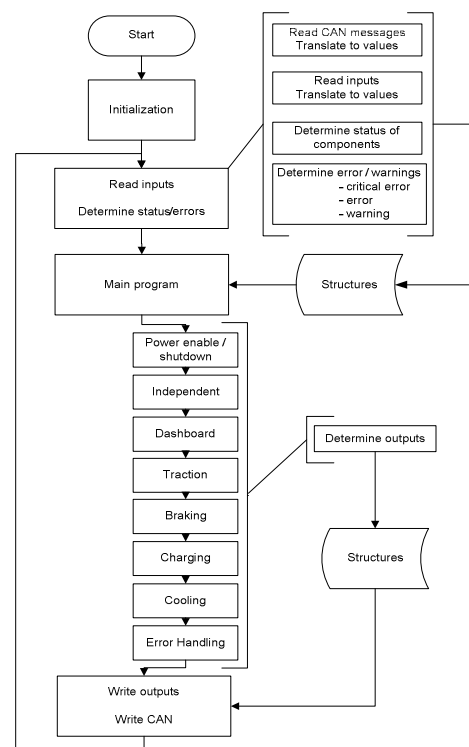 Start
Initialization
Read inputs
Determine status/errors
Read CAN messages
Translate to values
Read inputs
Translate to values
Determine status of
components
Determine error/warnings
- critical error
- error
- warning
Main program
Structures
Power enable /
shutdown
Independent
Dashboard
Traction
Braking
Charging
Cooling
Error Handling
Determine outputs
Structures
Write outputs
Write CAN